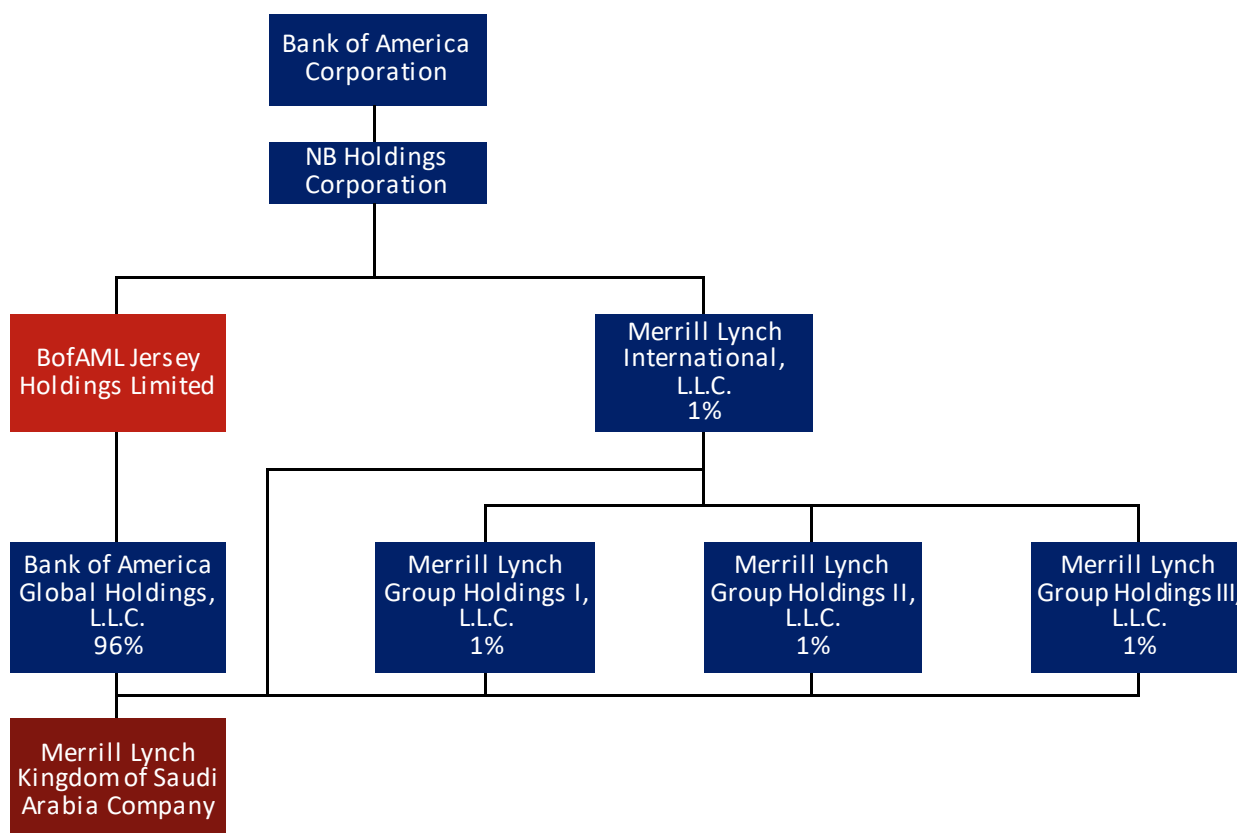 Bank of America
Corporation
NB Holdings
Corporation
BofAML Jersey
Holdings Limited
Merrill Lynch
International,
L.L.C.
1%
Bank of America
Global Holdings,
L.L.C.
96%
Merrill Lynch
Group Holdings I,
L.L.C.
1%
Merrill Lynch
Group Holdings II,
L.L.C.
1%
Merrill Lynch
Group Holdings III,
L.L.C.
1%
Merrill Lynch
Kingdom of Saudi
Arabia Company